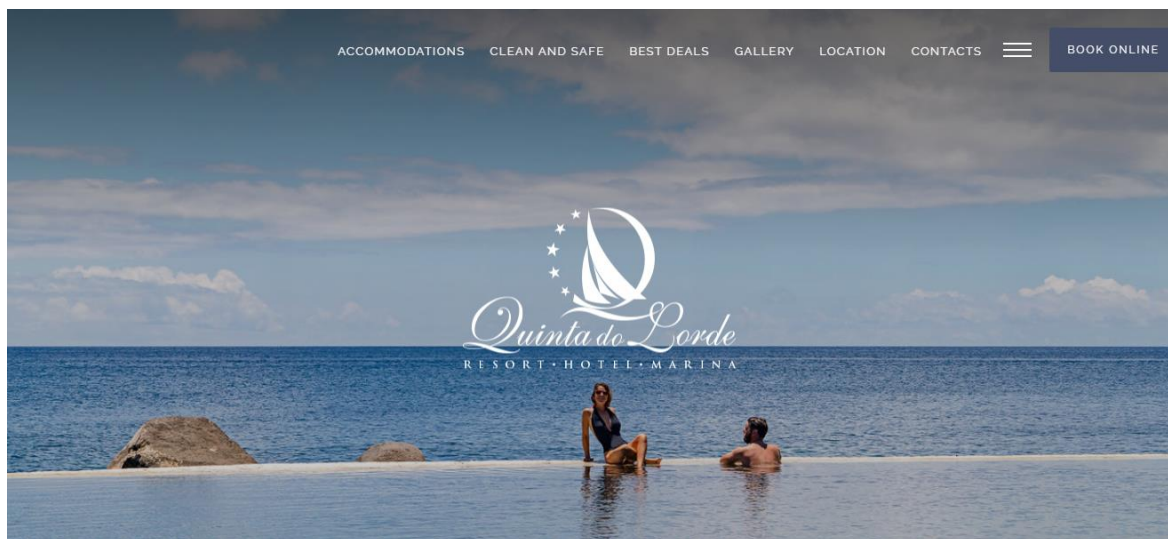 ACCOMMODATIONS CLEAN AND SAFE BEST DEALS GALLERY LOCATION CONTACTS BOOK ONLINE
Quinta do Lorde
RESORT · HOTEL · MARINA